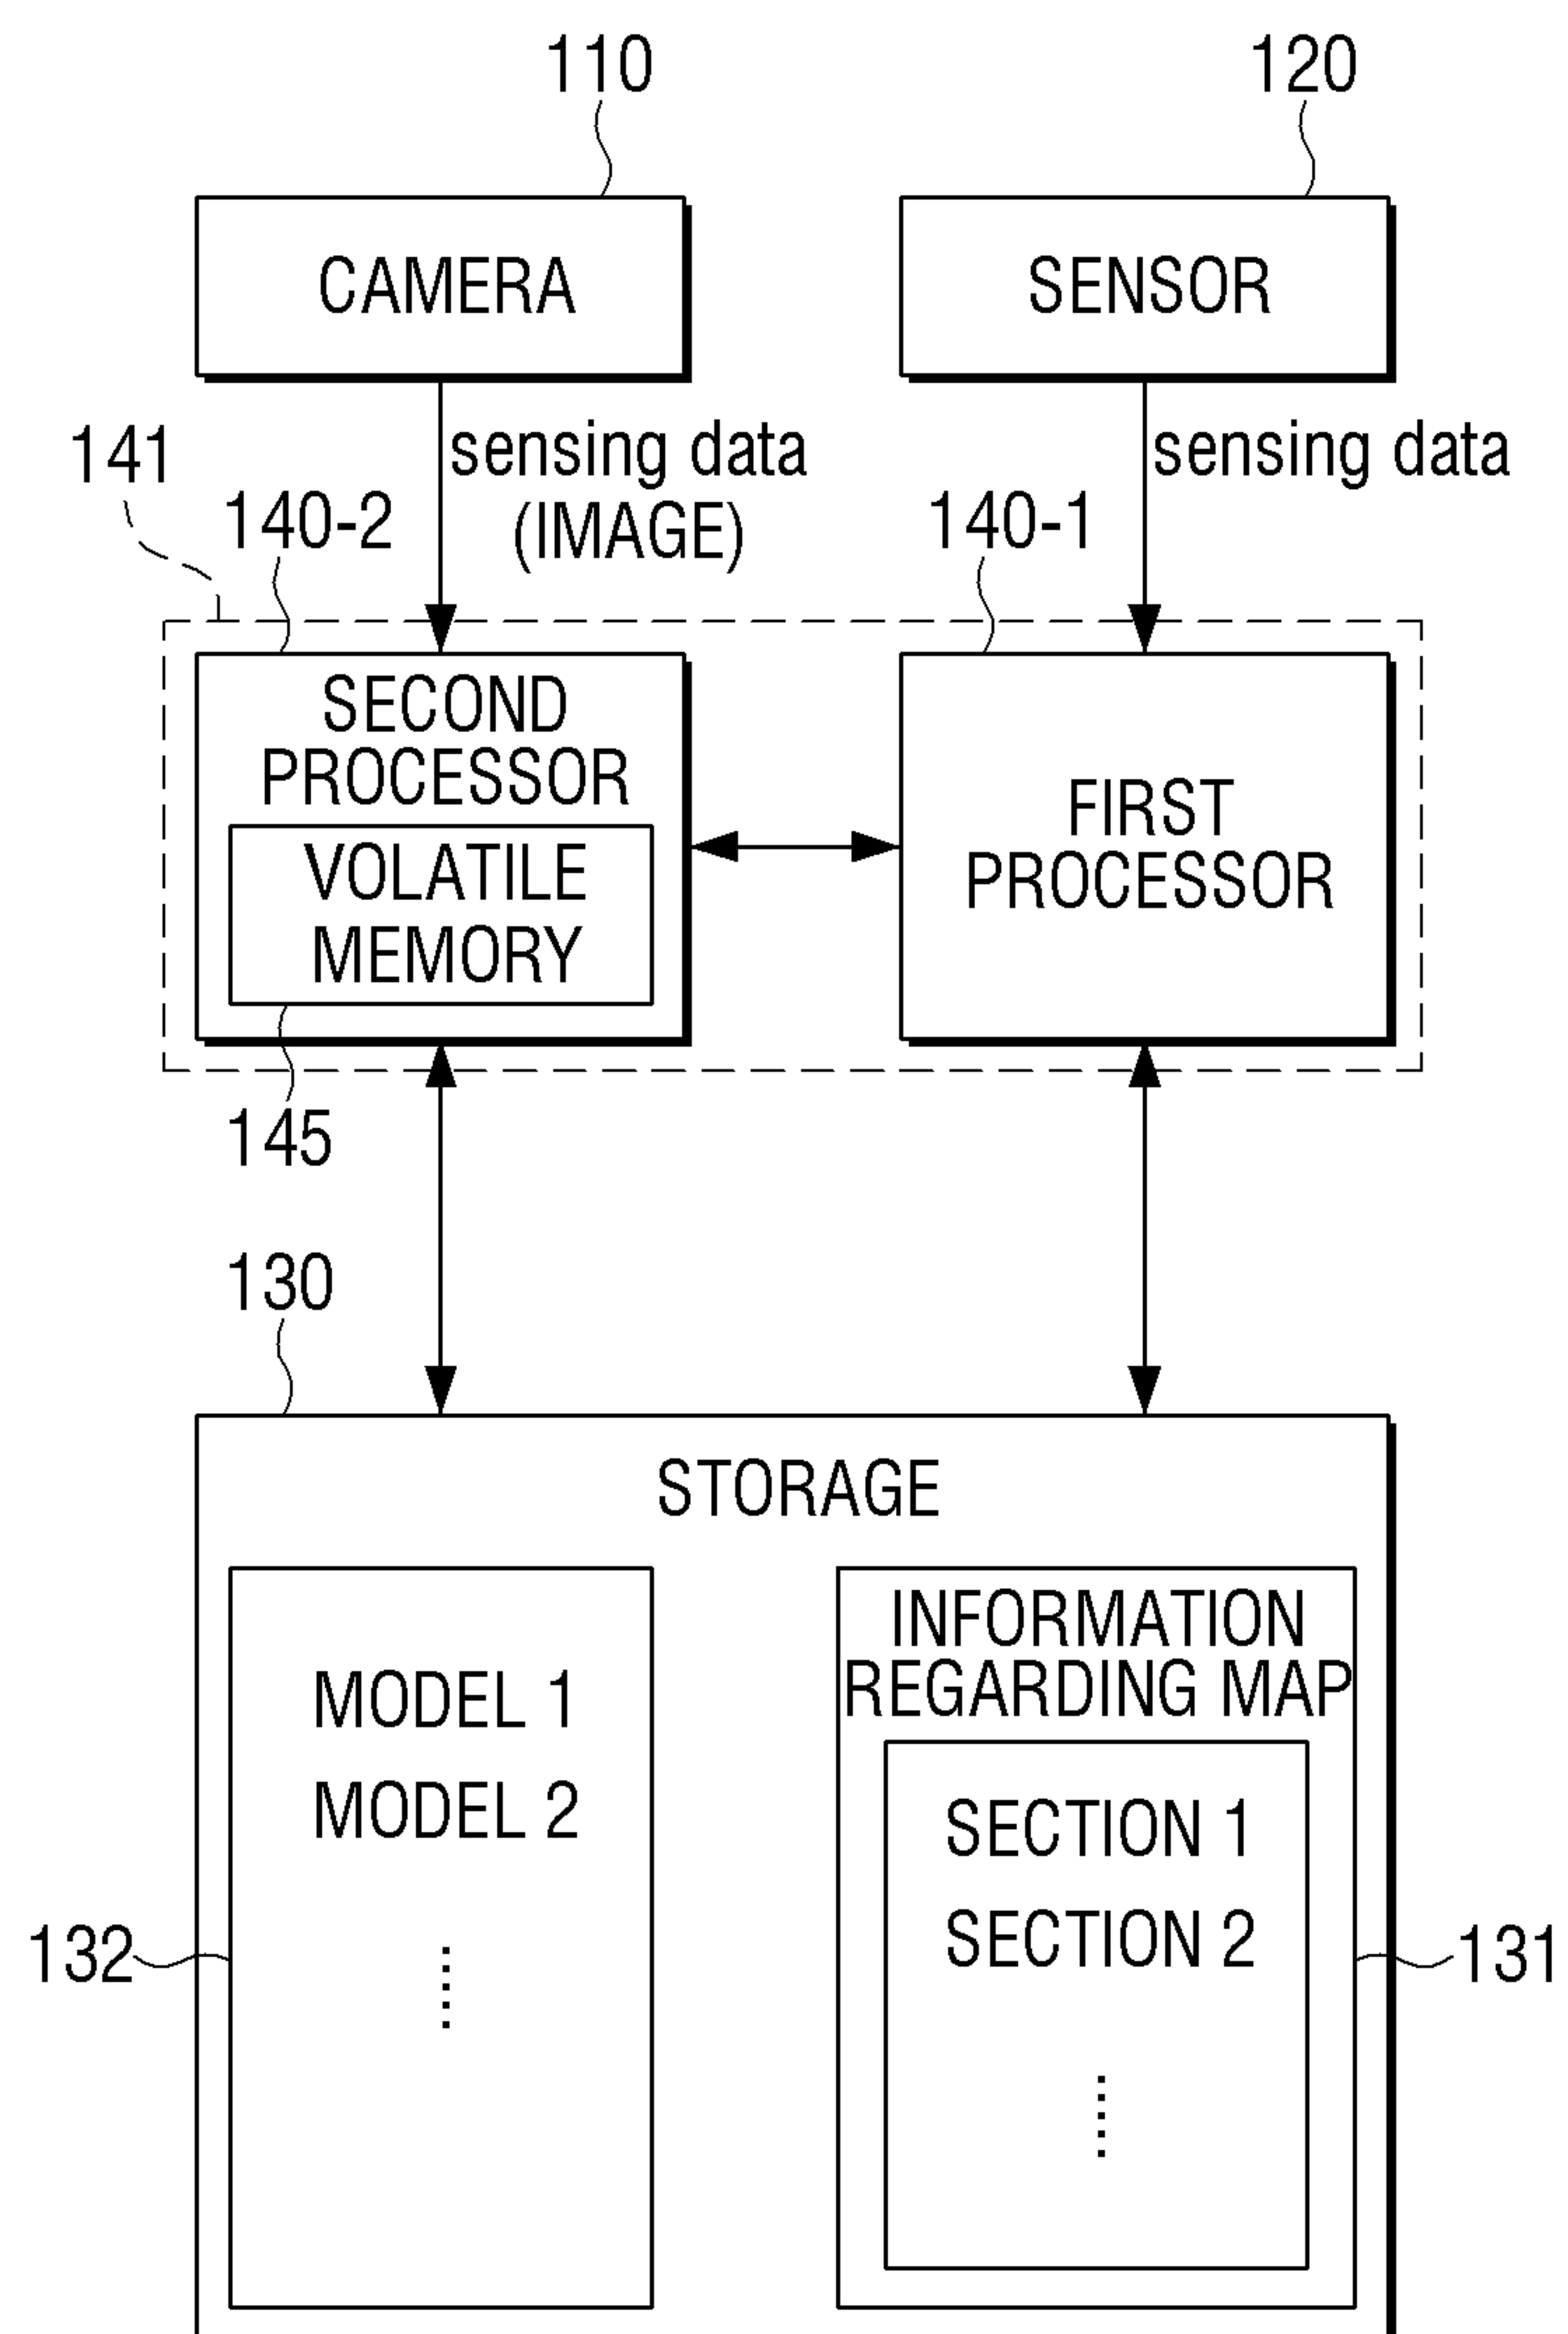 110
120
CAMERA
SENSOR
sensing data
(IMAGE)
sensing data
141
140-2
140-1
SECOND
PROCESSOR
VOLATILE
MEMORY
FIRST
PROCESSOR
145
130
STORAGE
MODEL 1
MODEL 2
INFORMATION
REGARDING MAP
SECTION 1
SECTION 2
132
131